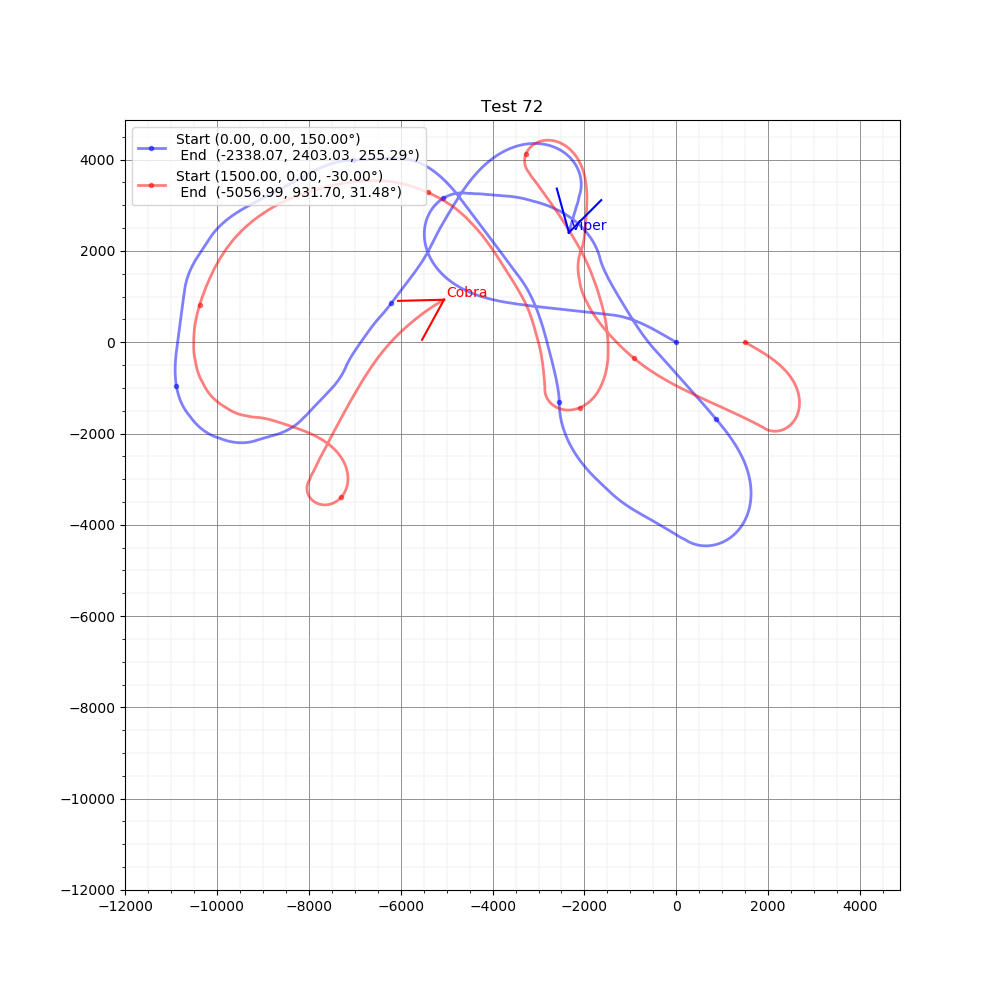 Test 72
Start (0.00, 0.00, 150.00°)
End (-2338.07, 2403.03, 255.29°)
Start (1500.00, 0.00, -30.00°)
End (-5056.99, 931.70, 31.48°)
4000
2000
0
−2000
−4000
−6000
−8000
−10000
−12000
Viper
Cobra
−12000 −10000 −8000 −6000 −4000 −2000 0 2000 4000